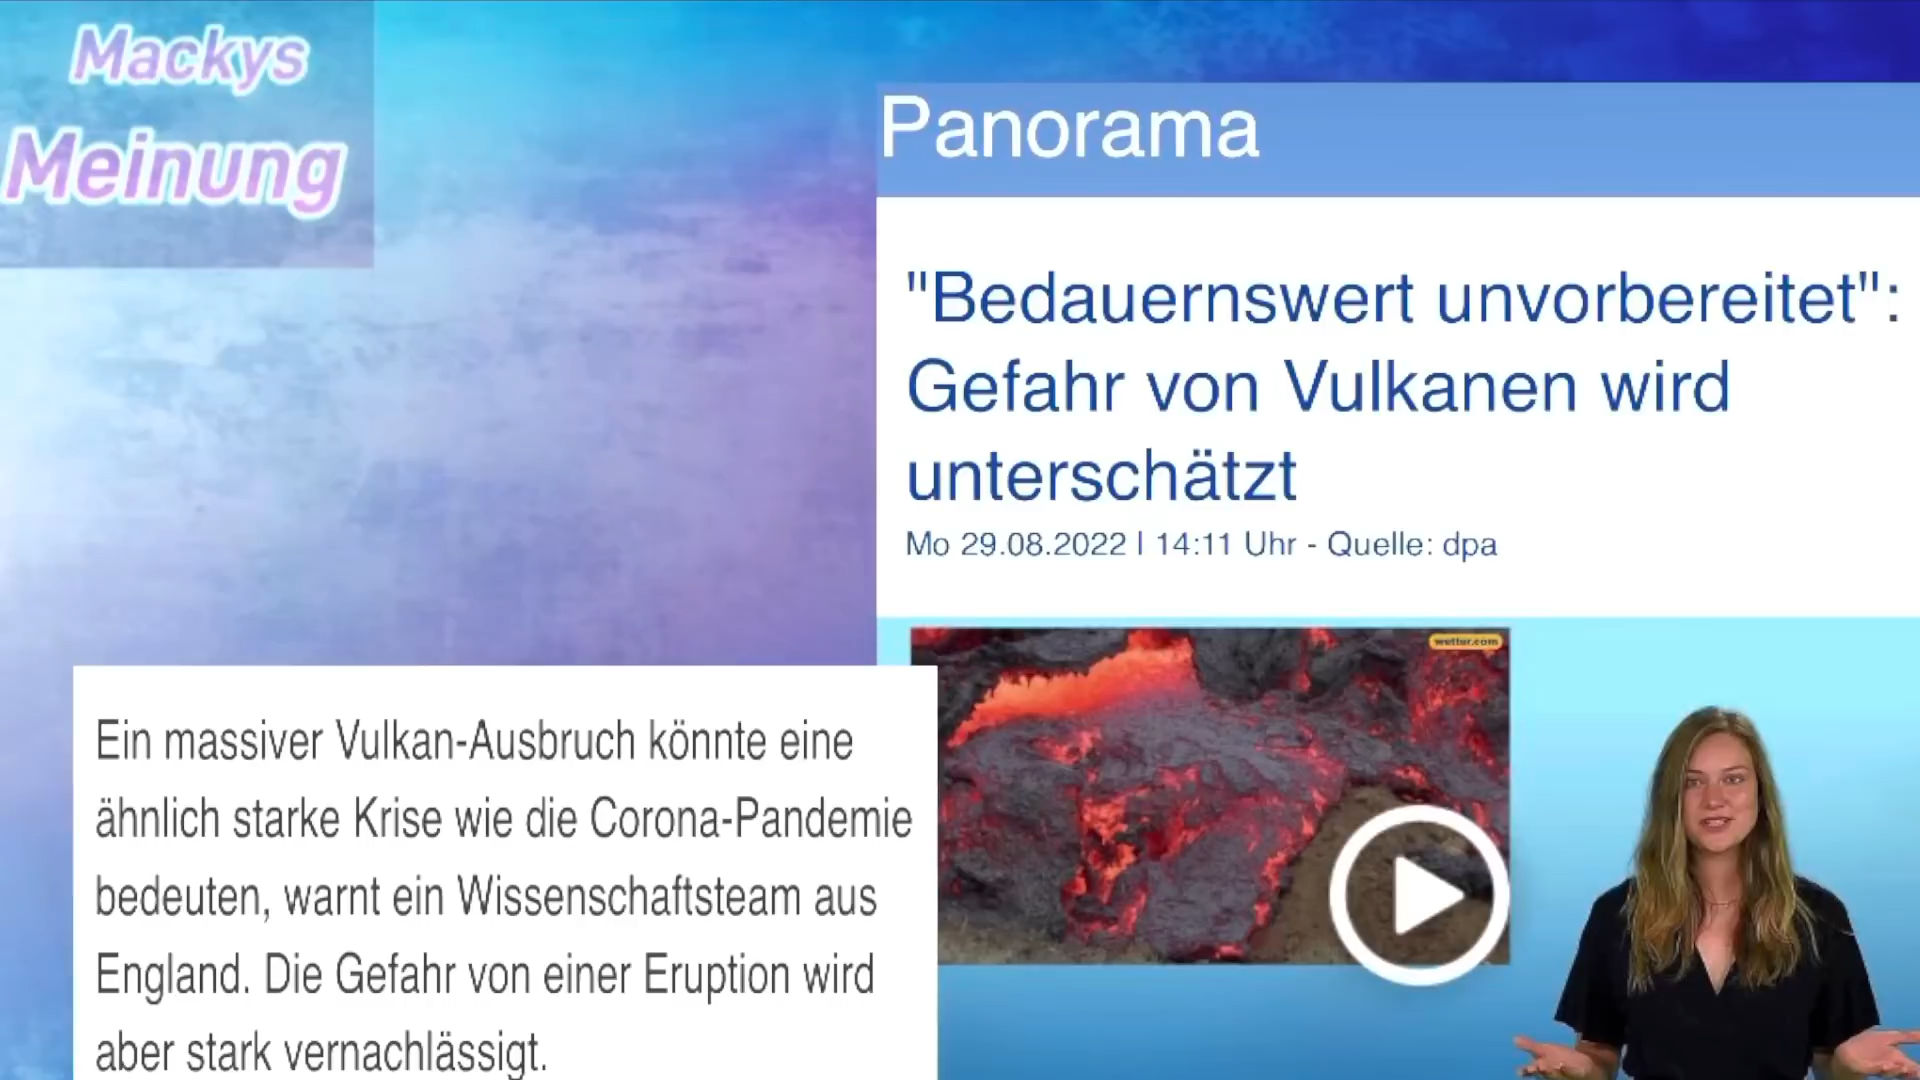 Mackys
Meinung
Panorama
"Bedauernswert unvorbereitet":
Gefahr von Vulkanen wird
unterschätzt
Mo 29.08.2022 | 14:11 Uhr - Quelle: dpa
wetter.com
Ein massiver Vulkan-Ausbruch könnte eine
ähnlich starke Krise wie die Corona-Pandemie
bedeuten, warnt ein Wissenschaftsteam aus
England. Die Gefahr von einer Eruption wird
aber stark vernachlässigt.